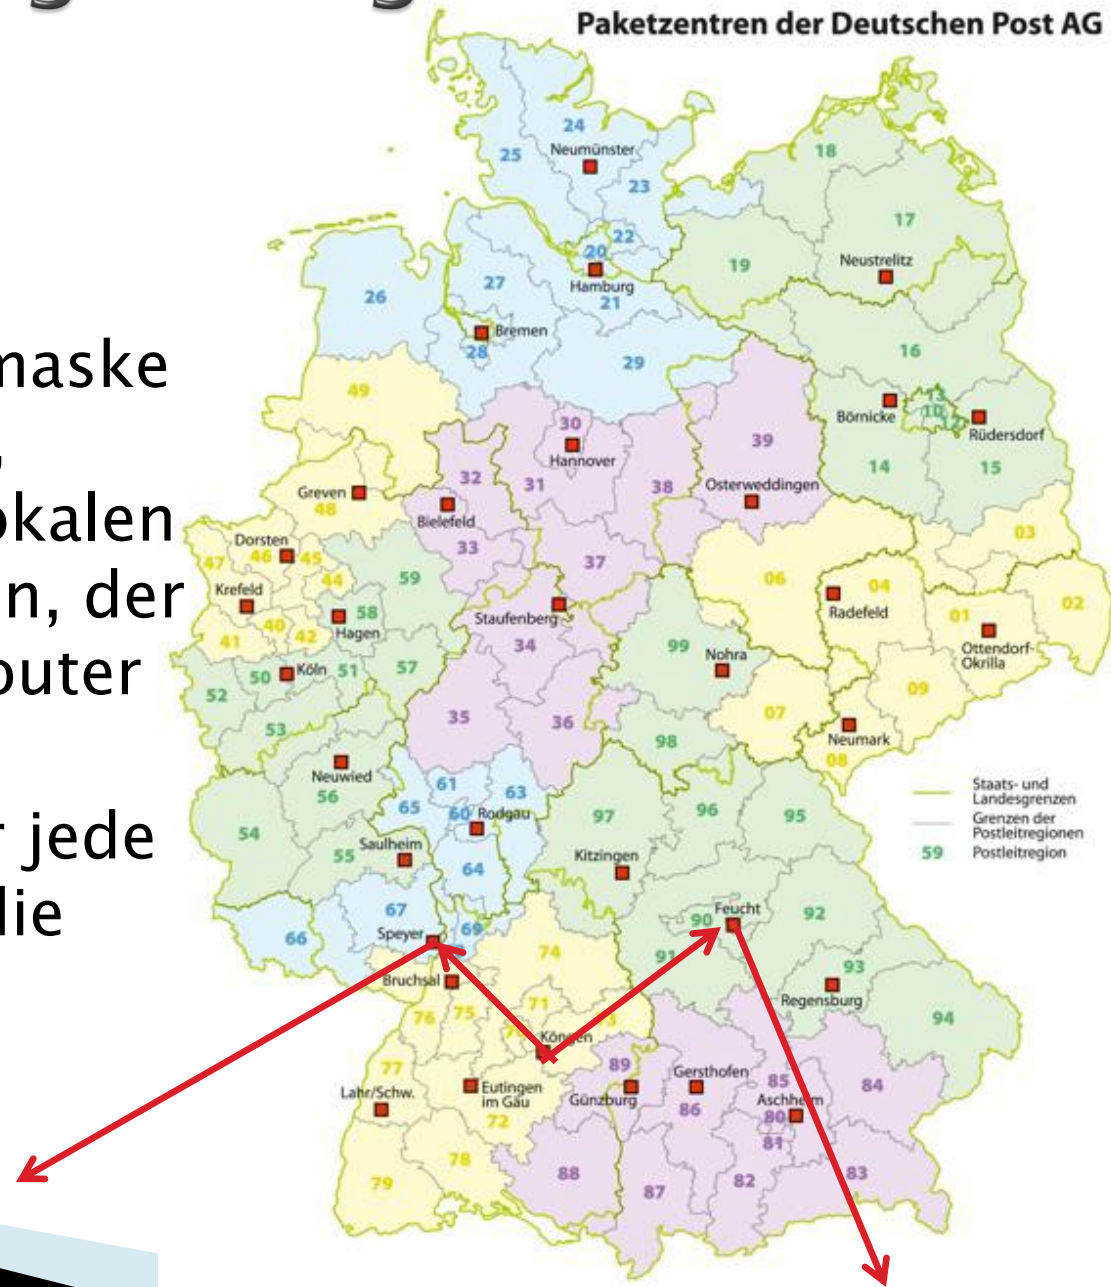 Paketzentren der Deutschen Post AG
maske
,
okalen
n, der
outer
r jede
lie
24
Neumünster
25
23
18
17
22
20
Hamburg
21
19
Neustrelitz
26
27
Bremen
28
29
16
49
Börnicke
13
10
12
Rüdersdorf
30
Hannover
39
14
15
32
31
38
Osterweddingen
Greven
48
Bielefeld
33
37
03
Dorsten
47
46
45
44
59
06
04
Radefeld
02
Krefeld
58
Hagen
Staufenberg
01
Ottendorf-
Okrilla
41
40
42
34
99
Nohra
50
Köln
51
57
52
09
53
35
36
07
Neumark
08
98
Neuwied
56
61
63
65
60
Rodgau
97
96
95
Staats- und
Landesgrenzen
Grenzen der
Postleitregionen
59
Postleitregion
54
55
Saulheim
64
Kitzingen
67
Speyer
69
66
Feucht
90
92
91
74
93
Regensburg
Bruchsal
76
75
71
Köngen
94
77
Lahr/Schw.
Eutingen
im Gäu
72
89
Günzburg
Gersthofen
86
85
Aschheim
80
81
84
79
78
88
87
82
83